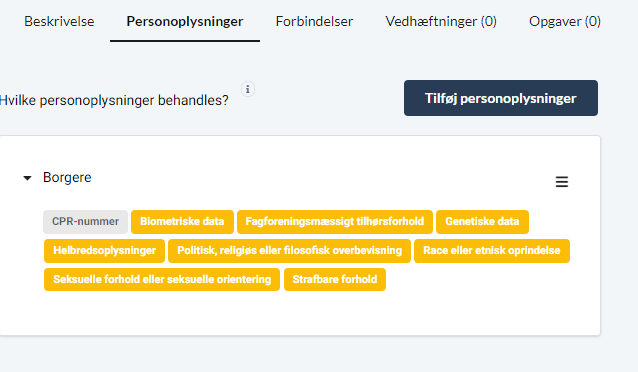 Beskrivelse Personoplysninger Forbindelser Vedhæftninger (0) Opgaver (0)
Hvilke personoplysninger behandles? i Tilføj personoplysninger
Borgere
CPR-nummer Biometriske data Fagforeningsmæssigt tilhørsforhold Genetiske data
Helbredsoplysninger Politisk, religiøs eller filosofisk overbevisning Race eller etnisk oprindelse
Seksuelle forhold eller seksuelle orientering Strafbare forhold